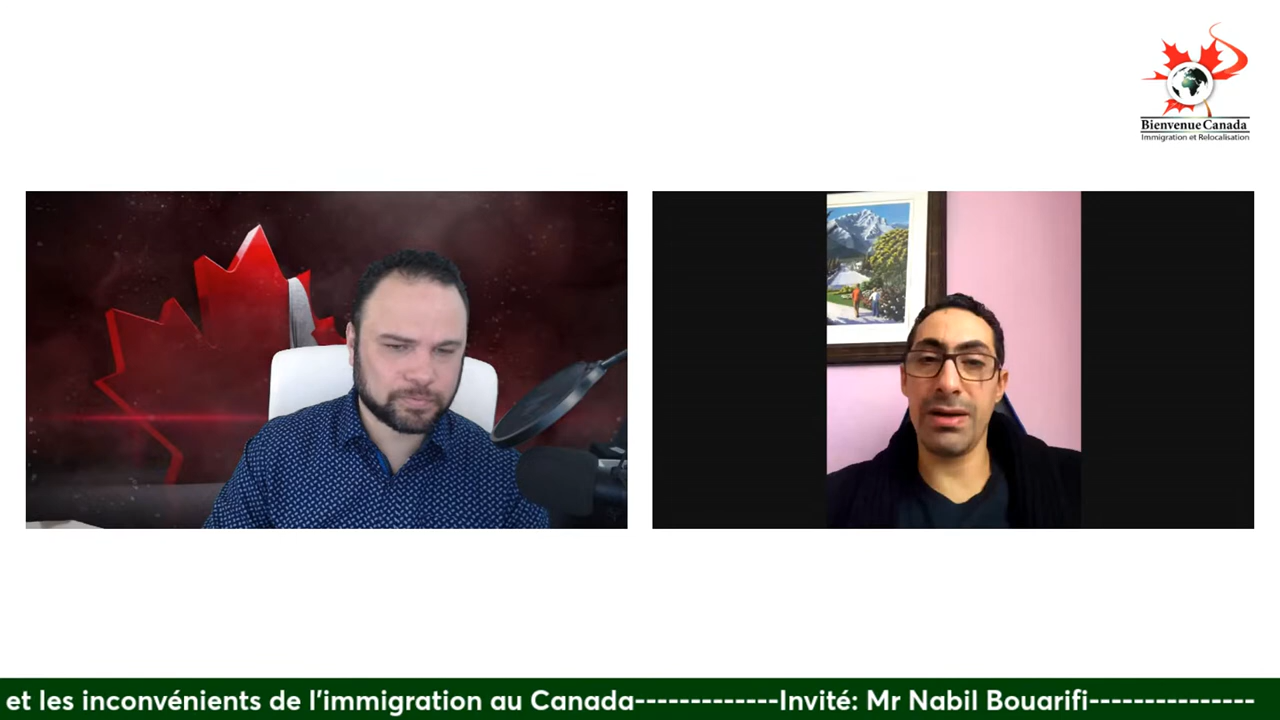 Bienvenue Canada
Immigration et Relocalisation
et les inconvénients de l'immigration au Canada-------------Invité: Mr Nabil Bouarifi---------------